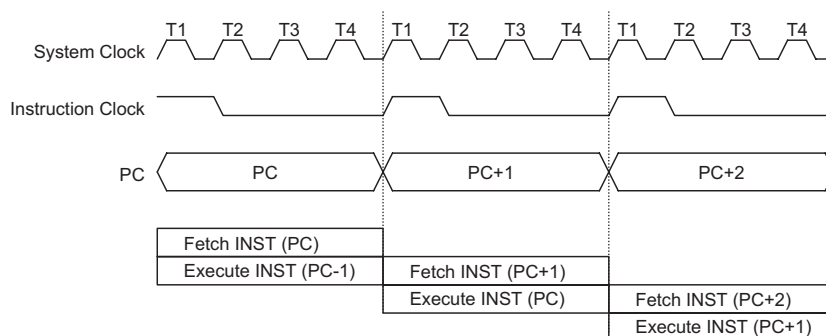 T1 T2 T3 T4 T1 T2 T3 T4 T1 T2 T3 T4
System Clock
Instruction Clock
PC PC PC+1 PC+2
Fetch INST (PC)
Execute INST (PC-1) Fetch INST (PC+1)
Execute INST (PC) Fetch INST (PC+2)
Execute INST (PC+1)